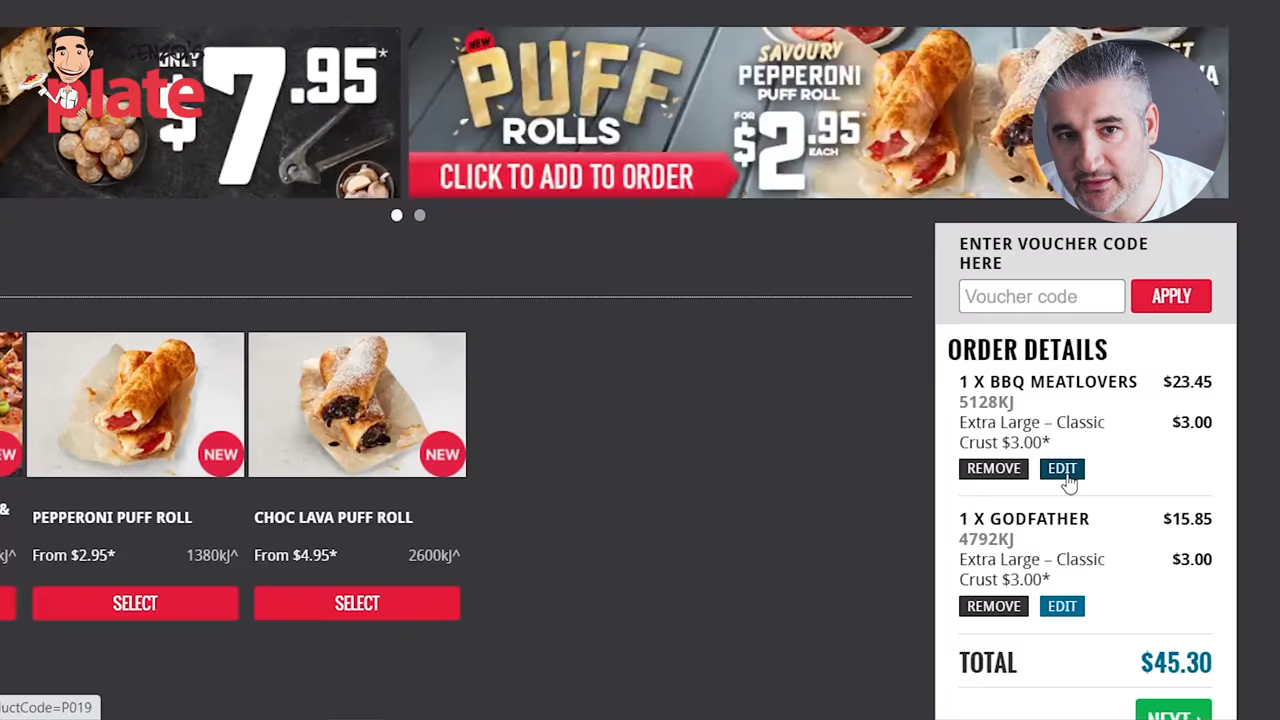 ONLY
$7.95*
plate
NEW
PUFF
ROLLS
CLICK TO ADD TO ORDER
SAVOURY
PEPPERONI
PUFF ROLL
FOR
$2.95*
EACH
ENTER VOUCHER CODE
HERE
Voucher code
APPLY
ORDER DETAILS
1 X BBQ MEATLOVERS $23.45
5128KJ
Extra Large – Classic $3.00
Crust $3.00*
REMOVE EDIT
1 X GODFATHER $15.85
4792KJ
Extra Large – Classic $3.00
Crust $3.00*
REMOVE EDIT
TOTAL $45.30
NEXT
NEW
NEW
&
PEPPERONI PUFF ROLL
CHOC LAVA PUFF ROLL
From $2.95* 1380kJ^
From $4.95* 2600kJ^
SELECT
SELECT
ductCode=P019